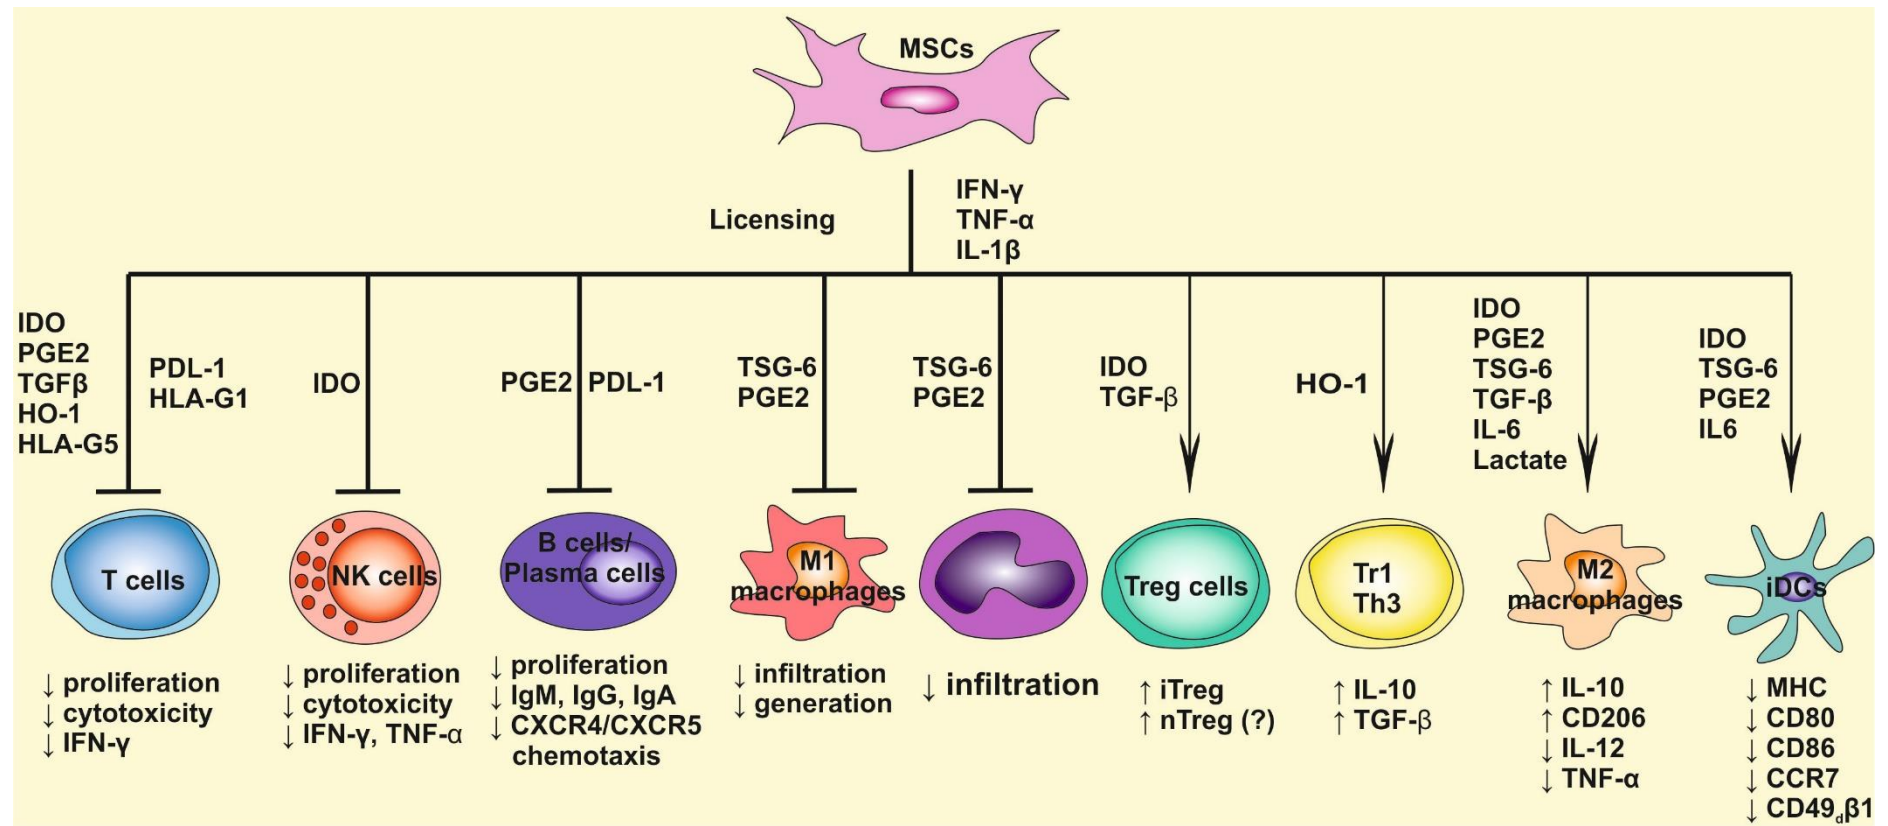 MSCs
Licensing
IFN-γ
TNF-α
IL-1β
IDO
PGE2
TGFβ
HO-1
HLA-G5
PDL-1
HLA-G1
IDO
PGE2
PDL-1
TSG-6
PGE2
TSG-6
PGE2
IDO
TGF-β
HO-1
IDO
PGE2
TSG-6
TGF-β
IL-6
Lactate
IDO
TSG-6
PGE2
IL6
T cells
NK cells
B cells/
Plasma cells
M1
macrophages
Treg cells
Tr1
Th3
M2
macrophages
iDCs
↓ proliferation
↓ cytotoxicity
↓ IFN-γ
↓ proliferation
↓ cytotoxicity
↓ IFN-γ, TNF-α
↓ proliferation
↓ IgM, IgG, IgA
↓ CXCR4/CXCR5
chemotaxis
↓ infiltration
↓ generation
↓ infiltration
↑ iTreg
↑ nTreg (?)
↑ IL-10
↑ TGF-β
↑ IL-10
↑ CD206
↓ IL-12
↓ TNF-α
↓ MHC
↓ CD80
↓ CD86
↓ CCR7
↓ CD49dβ1